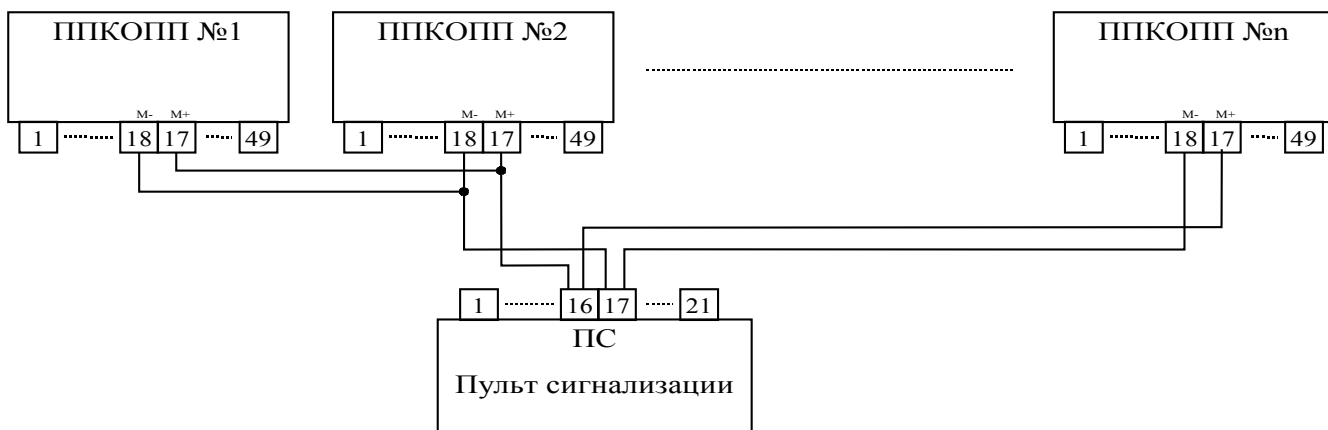 ППКОПП №1 ППКОПП №2 ППКОПП №n
М- М+ М- М+ М- М+
1 18 17 49 1 18 17 49 1 18 17 49
1 16 17 21
ПС
Пульт сигнализации